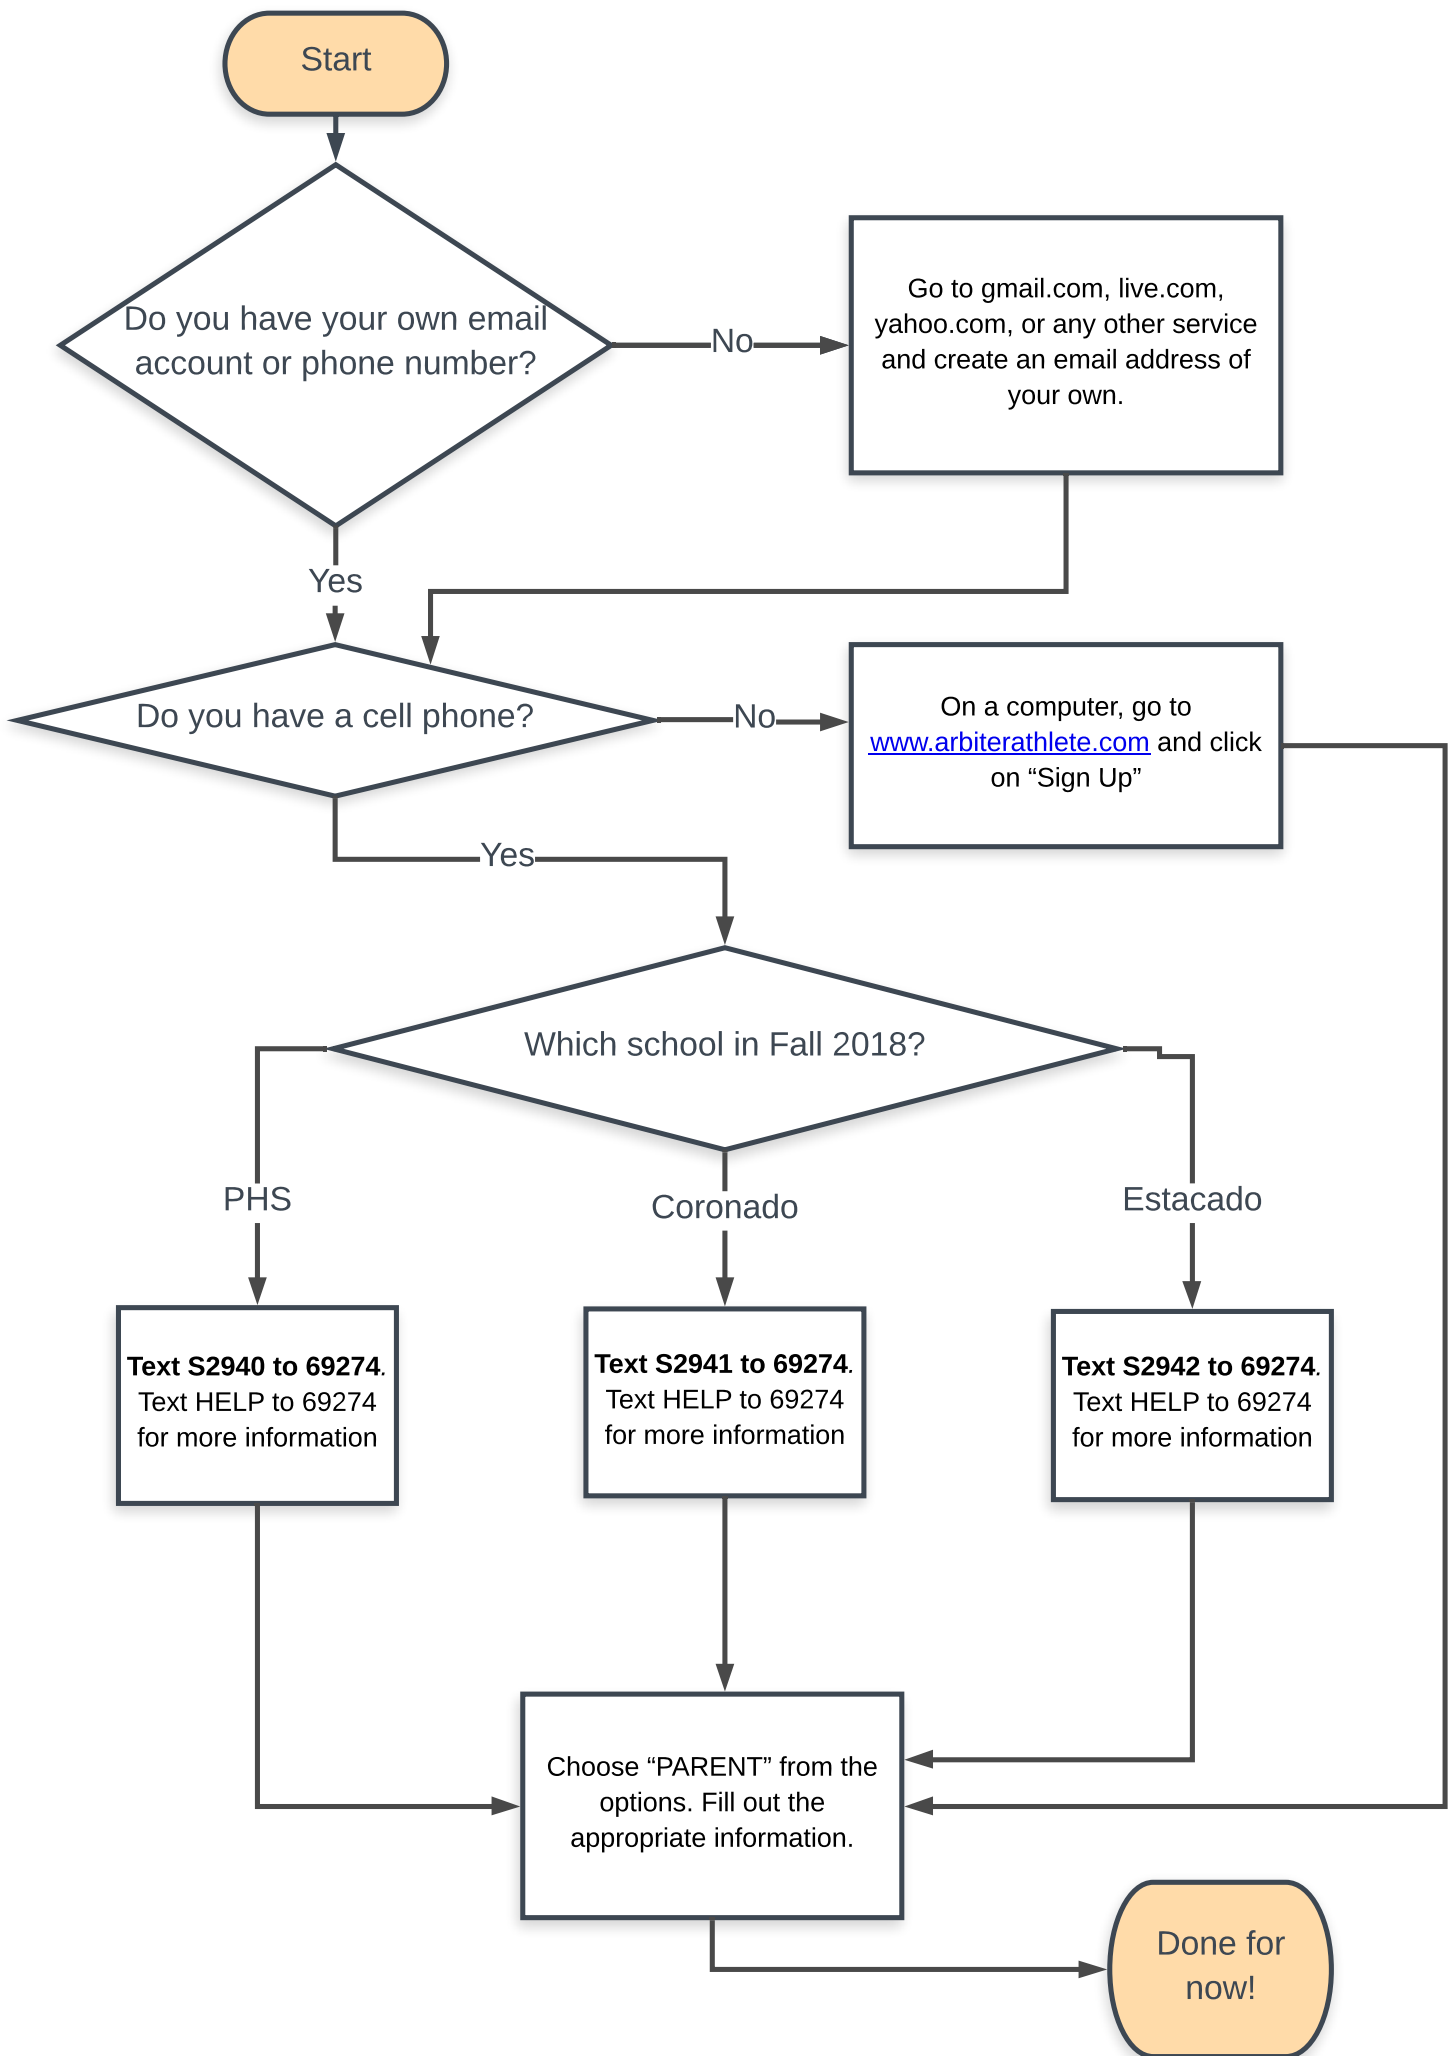 Start
Do you have your own email
account or phone number?
No
Go to gmail.com, live.com,
yahoo.com, or any other service
and create an email address of
your own.
Yes
Do you have a cell phone?
No
On a computer, go to
www.arbiterathlete.com and click
on “Sign Up”
Yes
Which school in Fall 2018?
PHS
Coronado
Estacado
Text S2940 to 69274.
Text HELP to 69274
for more information
Text S2941 to 69274.
Text HELP to 69274
for more information
Text S2942 to 69274.
Text HELP to 69274
for more information
Choose “PARENT” from the
options. Fill out the
appropriate information.
Done for
now!